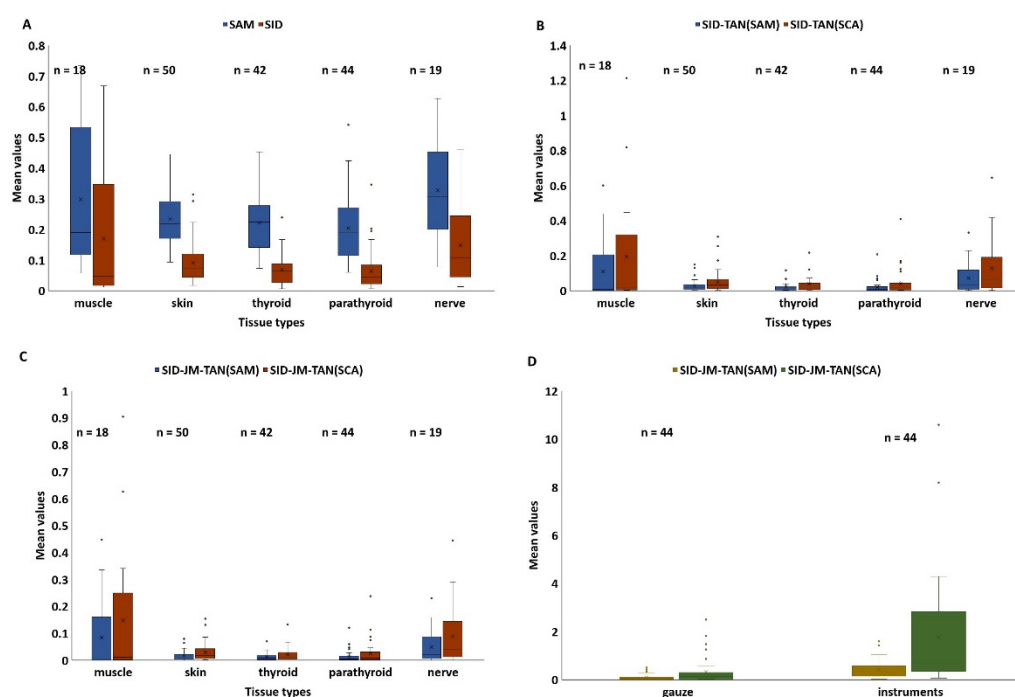 A
SAM SID
0.8
0.7
0.6
0.5
0.4
0.3
0.2
0.1
0
Mean values
n = 18 n = 50 n = 42 n = 44 n = 19
muscle skin thyroid parathyroid nerve
Tissue types
B
SID-TAN(SAM) SID-TAN(SCA)
1.4
1.2
1
0.8
0.6
0.4
0.2
0
Mean values
n = 18 n = 50 n = 42 n = 44 n = 19
muscle skin thyroid parathyroid nerve
Tissue types
C
SID-JM-TAN(SAM) SID-JM-TAN(SCA)
1
0.9
0.8
0.7
0.6
0.5
0.4
0.3
0.2
0.1
0
Mean values
n = 18 n = 50 n = 42 n = 44 n = 19
muscle skin thyroid parathyroid nerve
Tissue types
D
SID-JM-TAN(SAM) SID-JM-TAN(SCA)
12
10
8
6
4
2
0
Mean values
n = 44 n = 44
gauze instruments